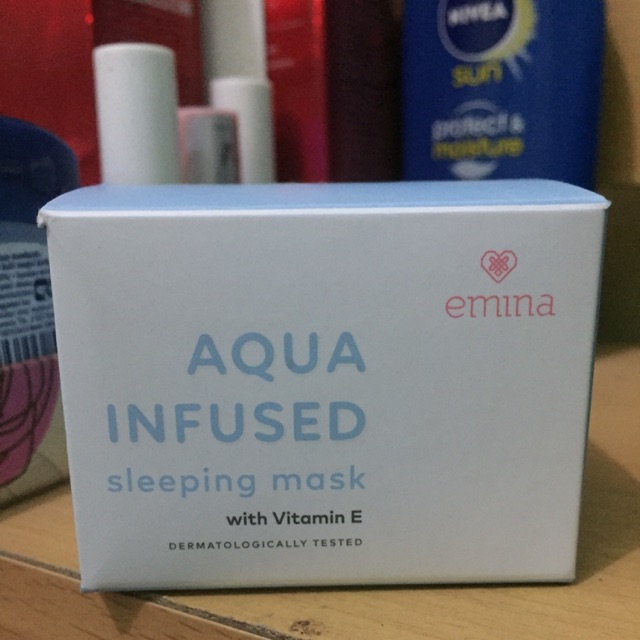 NIVEA
sun
protect &
moisture
emina
AQUA
INFUSED
sleeping mask
with Vitamin E
DERMATOLOGICALLY TESTED